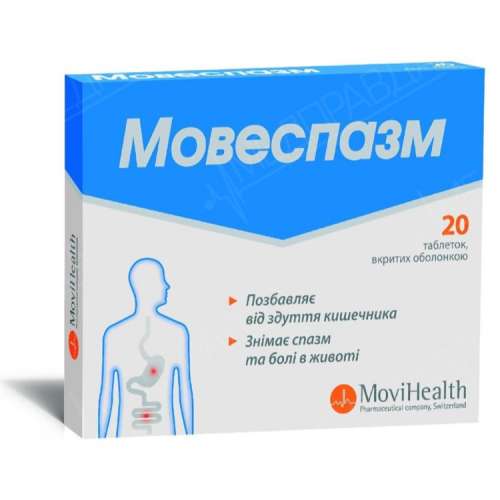 Мовеспазм
20
таблеток,
вкритих оболонкою
Позбавляє
від здуття кишечника
Знімає спазм
та болі в животі
MoviHealth
Pharmaceutical company, Switzerland
MoviHealth